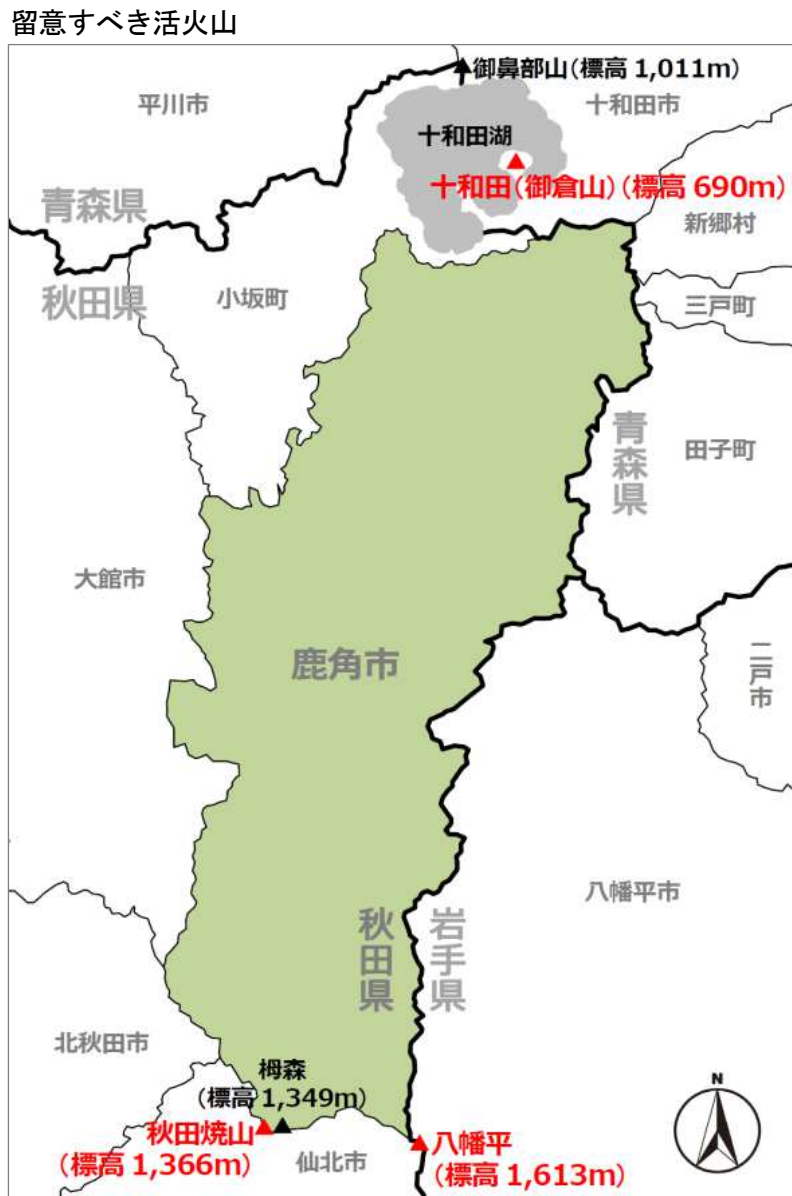 留意すべき活火山
御鼻部山(標高 1,011m)
平川市
十和田市
十和田湖
十和田(御倉山)(標高 690m)
青森県
新郷村
秋田県
小坂町
三戸町
青森県
田子町
大館市
鹿角市
二戸市
八幡平市
秋田県
岩手県
北秋田市
栂森
(標高 1,349m)
秋田焼山
(標高 1,366m)
仙北市
八幡平
(標高 1,613m)
N